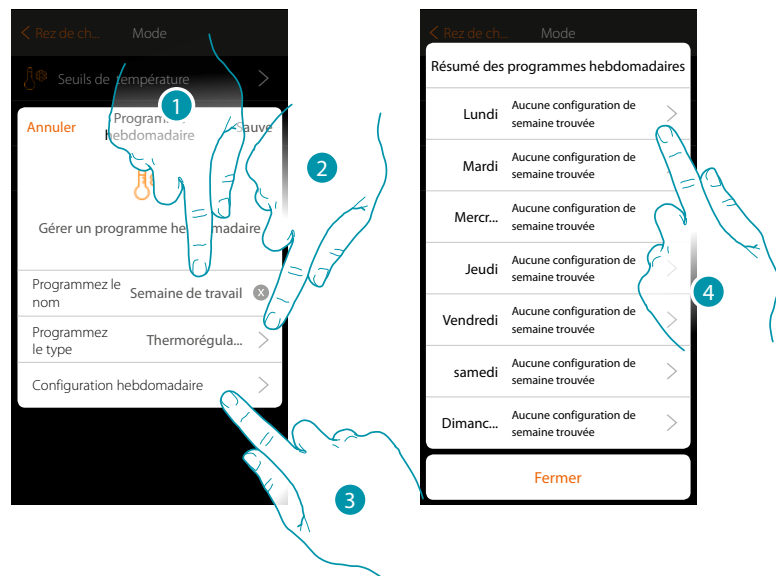 Rez de ch... Mode
Seuils de température
1
Annuler
hebdomadaire
Sauve
2
Gérer un programme hebdomadaire
Programmez le
nom
Semaine de travail
x
Programmez
le type
Thermorégula...
Configuration hebdomadaire
3
Rez de ch... Mode
Résumé des programmes hebdomadaires
Lundi
Aucune configuration de
semaine trouvée
Mardi
Aucune configuration de
semaine trouvée
Mercr...
Aucune configuration de
semaine trouvée
Jeudi
Aucune configuration de
semaine trouvée
4
Vendredi
Aucune configuration de
semaine trouvée
samedi
Aucune configuration de
semaine trouvée
Dimanc...
Aucune configuration de
semaine trouvée
Fermer